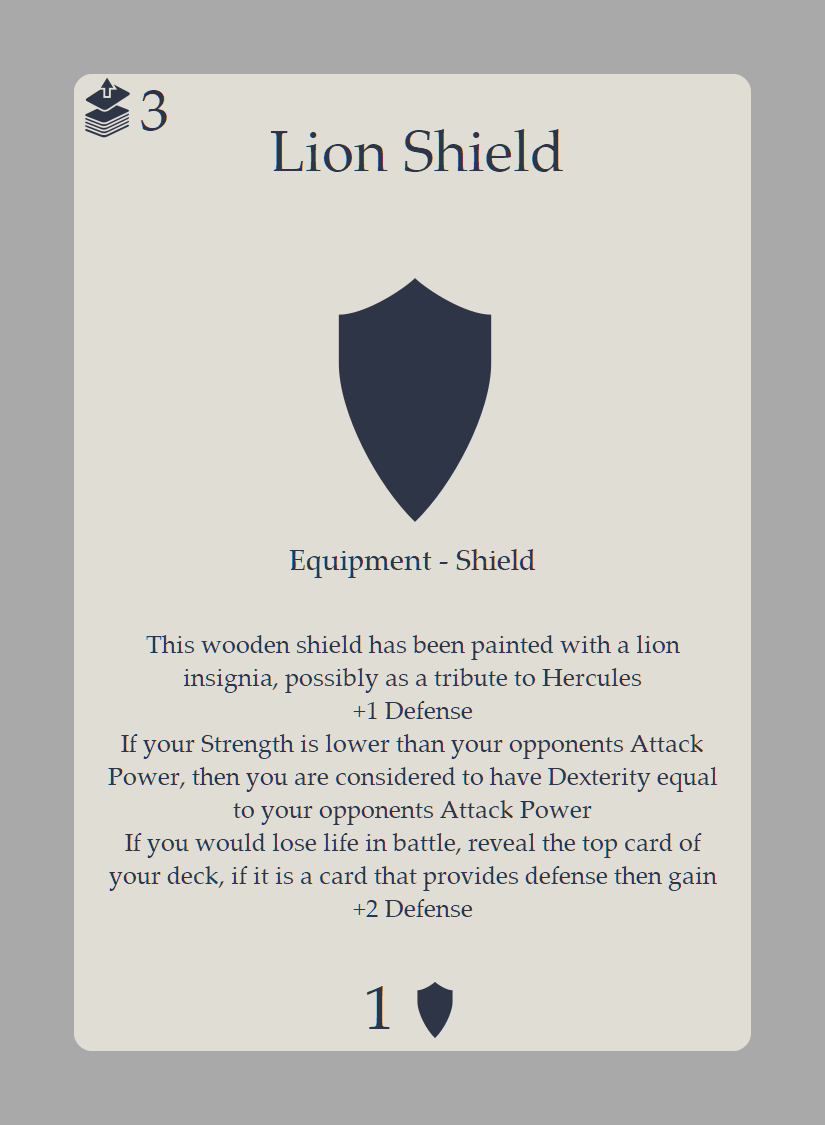 3
Lion Shield
Equipment - Shield
This wooden shield has been painted with a lion
insignia, possibly as a tribute to Hercules
+1 Defense
If your Strength is lower than your opponents Attack
Power, then you are considered to have Dexterity equal
to your opponents Attack Power
If you would lose life in battle, reveal the top card of
your deck, if it is a card that provides defense then gain
+2 Defense
1